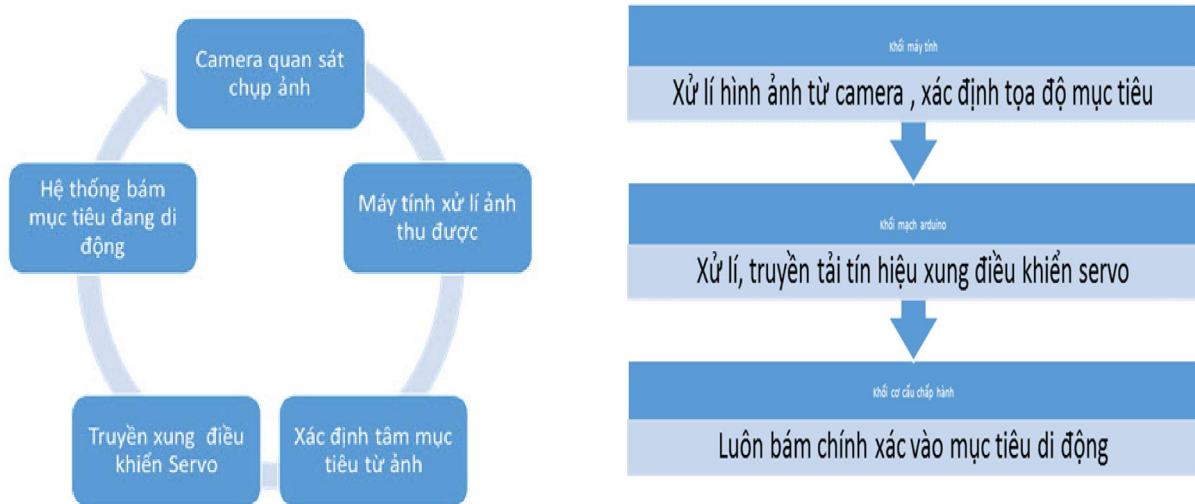 Camera quan sát
chụp ảnh
Máy tính xử lí ảnh
thu được
Xác định tâm mục
tiêu từ ảnh
Truyền xung điều
khiển Servo
Hệ thống bám
mục tiêu đang di
động
Khối máy tính
Xử lí hình ảnh từ camera , xác định tọa độ mục tiêu
Khối mạch arduino
Xử lí, truyền tải tín hiệu xung điều khiển servo
Khối cơ cấu chấp hành
Luôn bám chính xác vào mục tiêu di động